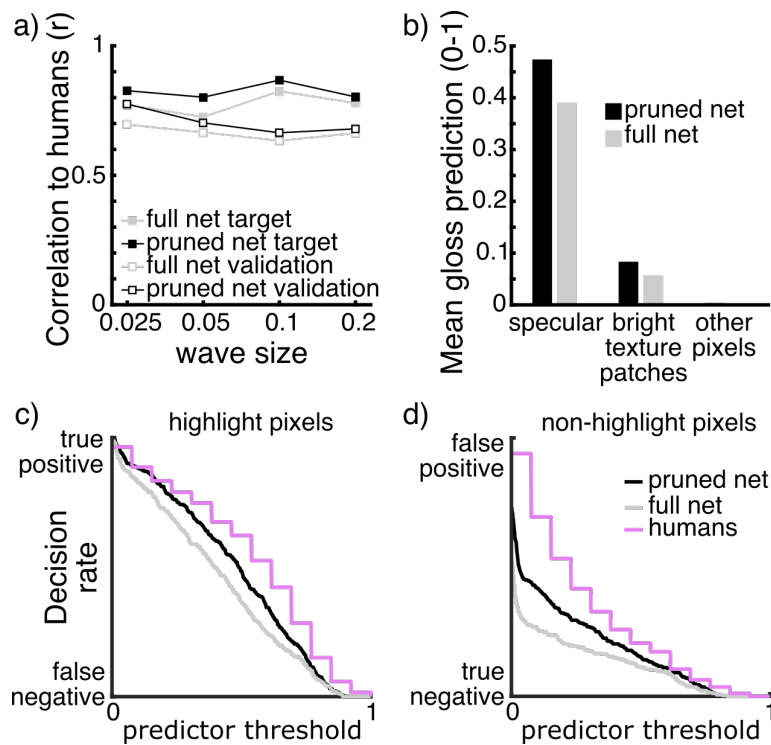 a)
Correlation to humans (r)
1
0.5
0
full net target
pruned net target
full net validation
pruned net validation
0.025 0.05 0.1 0.2
wave size
b)
Mean gloss prediction (0-1)
0.5
0.4
0.3
0.2
0.1
0
pruned net
full net
specular bright other
texture pixels
patches
c)
highlight pixels
true
positive
Decision
rate
false
negative
0 1
predictor threshold
d)
non-highlight pixels
false
positive
pruned net
full net
humans
true
negative
0 1
predictor threshold